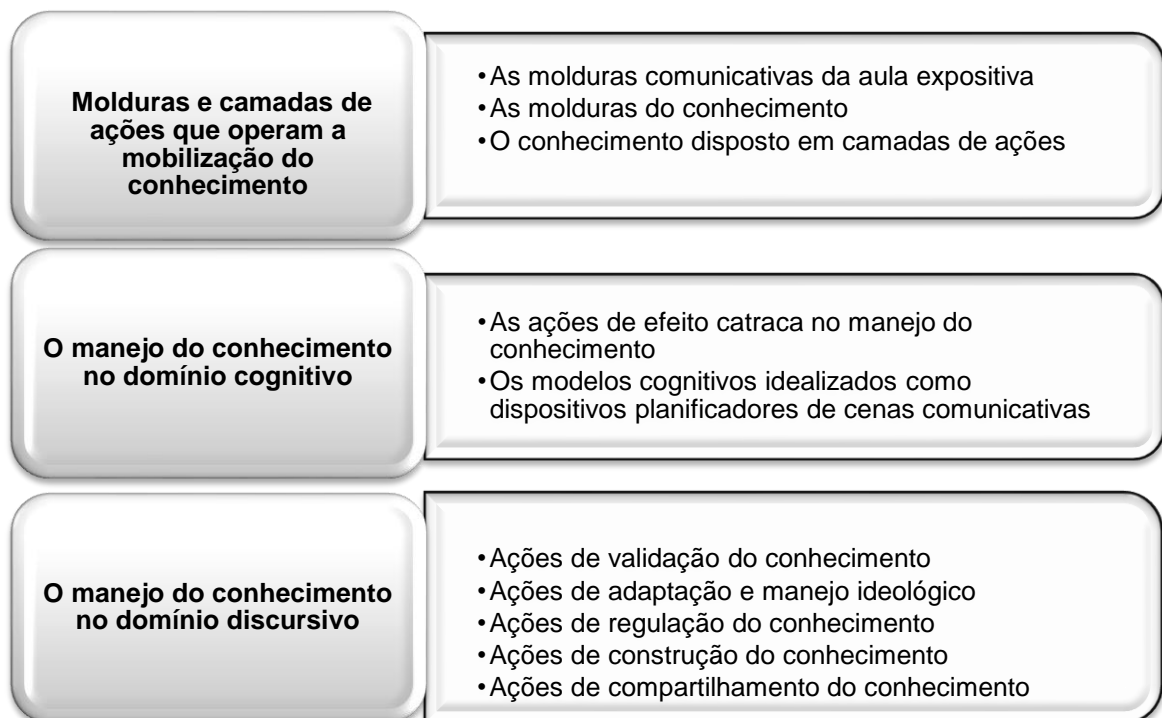 Molduras e camadas de
ações que operam a
mobilização do
conhecimento
•As molduras comunicativas da aula expositiva
•As molduras do conhecimento
•O conhecimento disposto em camadas de ações
O manejo do conhecimento
no domínio cognitivo
•As ações de efeito catraca no manejo do
conhecimento
•Os modelos cognitivos idealizados como
dispositivos planificadores de cenas comunicativas
O manejo do conhecimento
no domínio discursivo
•Ações de validação do conhecimento
•Ações de adaptação e manejo ideológico
•Ações de regulação do conhecimento
•Ações de construção do conhecimento
•Ações de compartilhamento do conhecimento